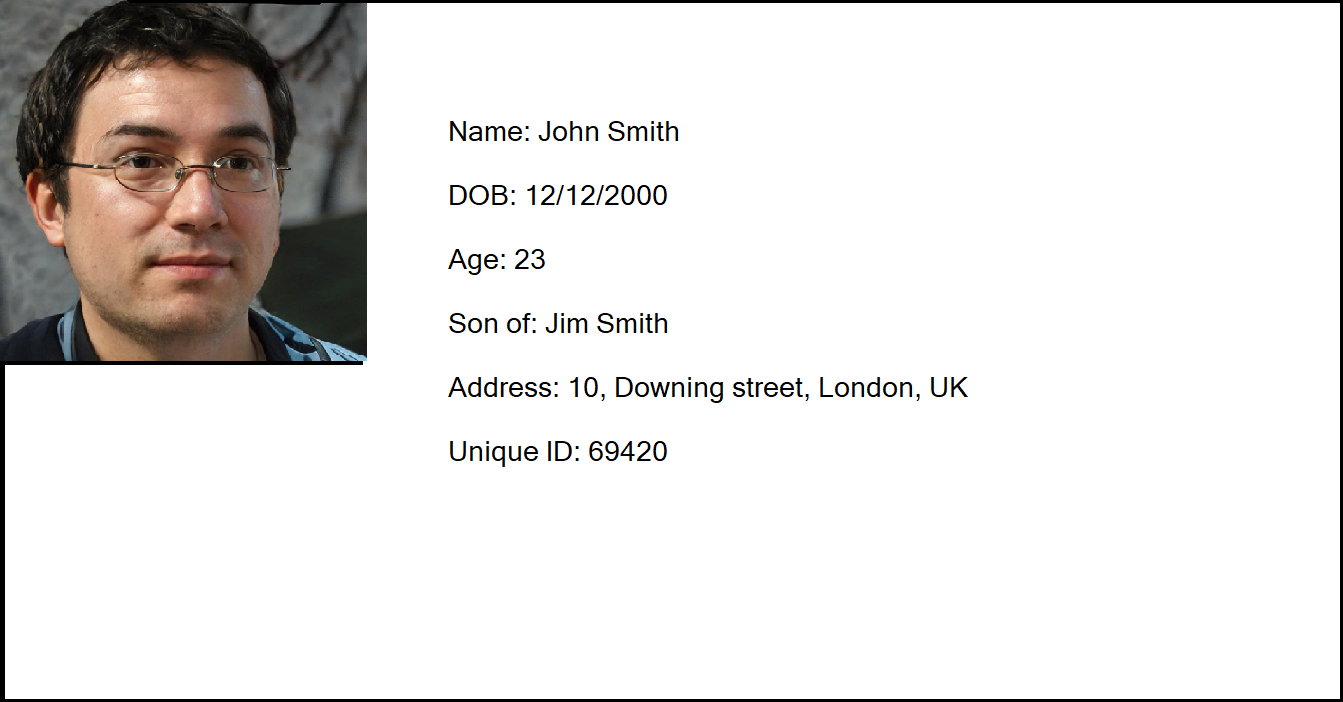 Name: John Smith
DOB: 12/12/2000
Age: 23
Son of: Jim Smith
Address: 10, Downing street, London, UK
Unique ID: 69420